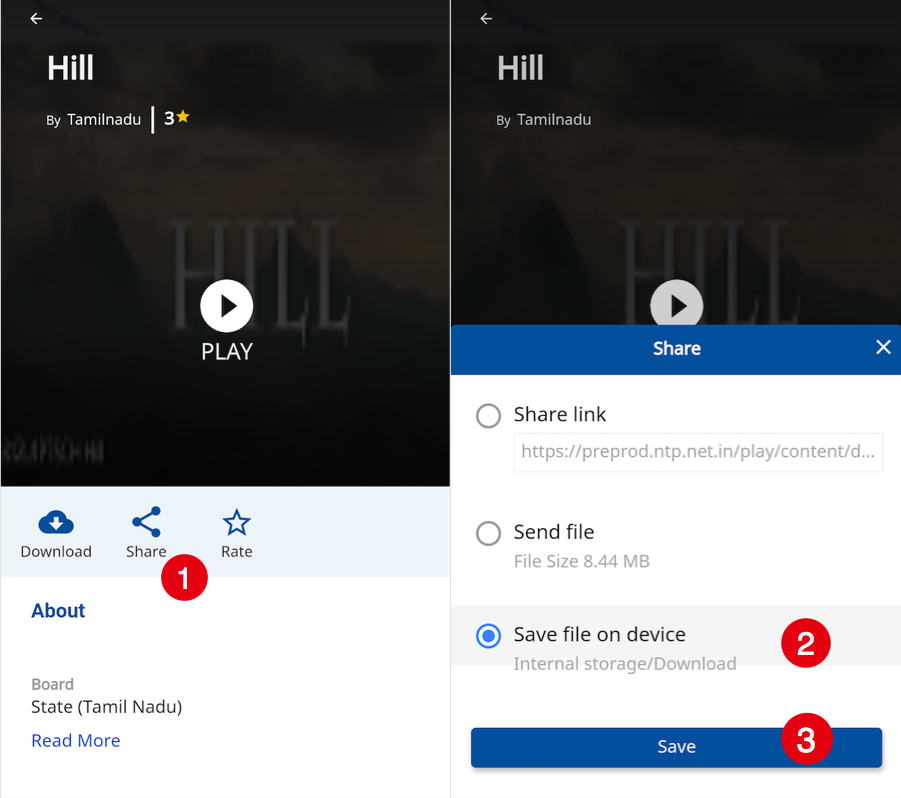 Hill
By Tamilnadu | 3★
HILL
PLAY
Download Share Rate
1
About
Board
State (Tamil Nadu)
Read More
Hill
By Tamilnadu
HILL
Share
Share link
https://preprod.ntp.net.in/play/content/d...
Send file
File Size 8.44 MB
Save file on device
2
Internal storage/Download
Save
3